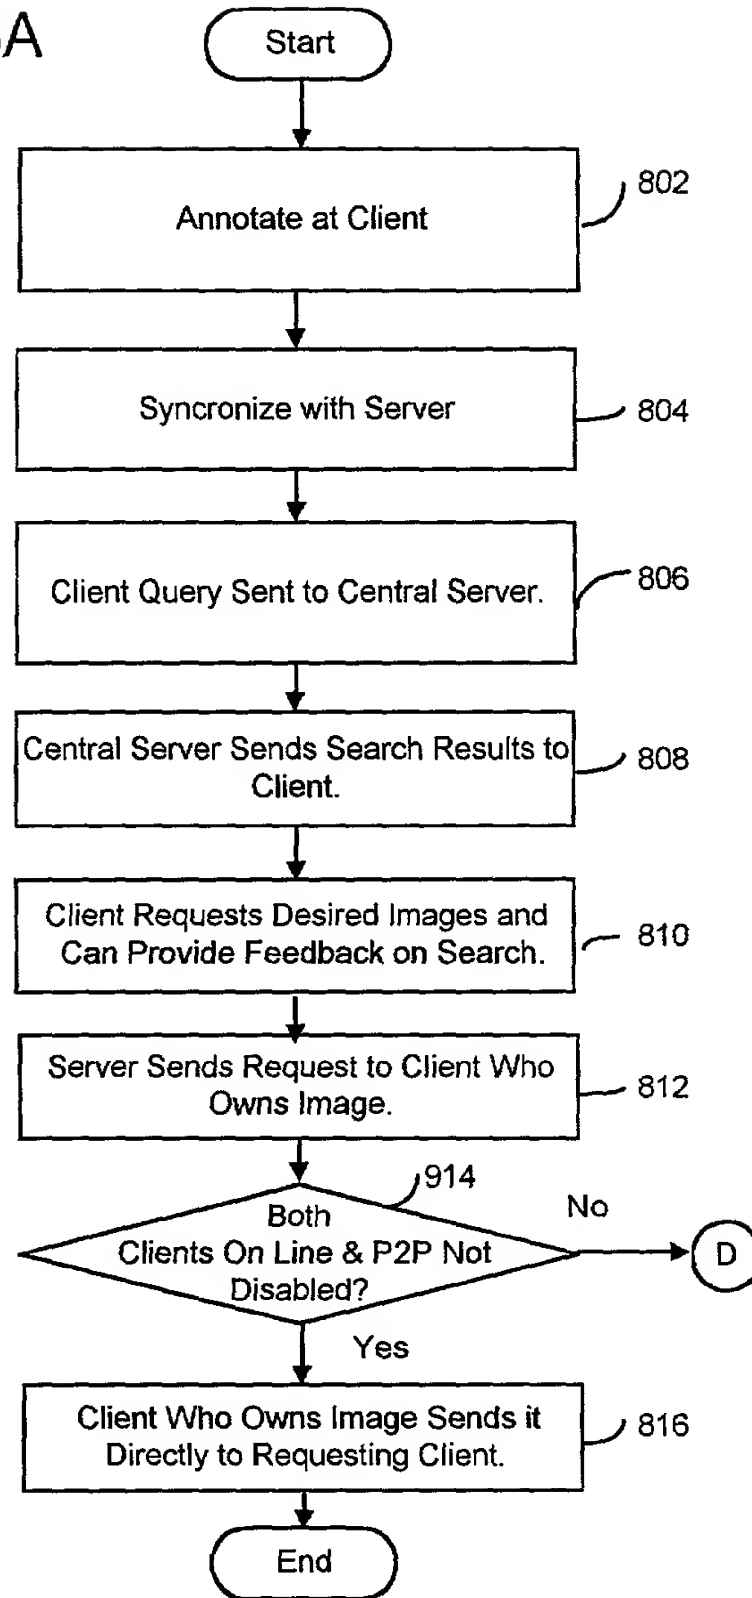 A
Start
Annotate at Client
802
Syncronize with Server
804
Client Query Sent to Central Server.
806
Central Server Sends Search Results to
Client.
808
Client Requests Desired Images and
Can Provide Feedback on Search.
810
Server Sends Request to Client Who
Owns Image.
812
914
Both
Clients On Line & P2P Not
Disabled?
No
D
Yes
Client Who Owns Image Sends it
Directly to Requesting Client.
816
End